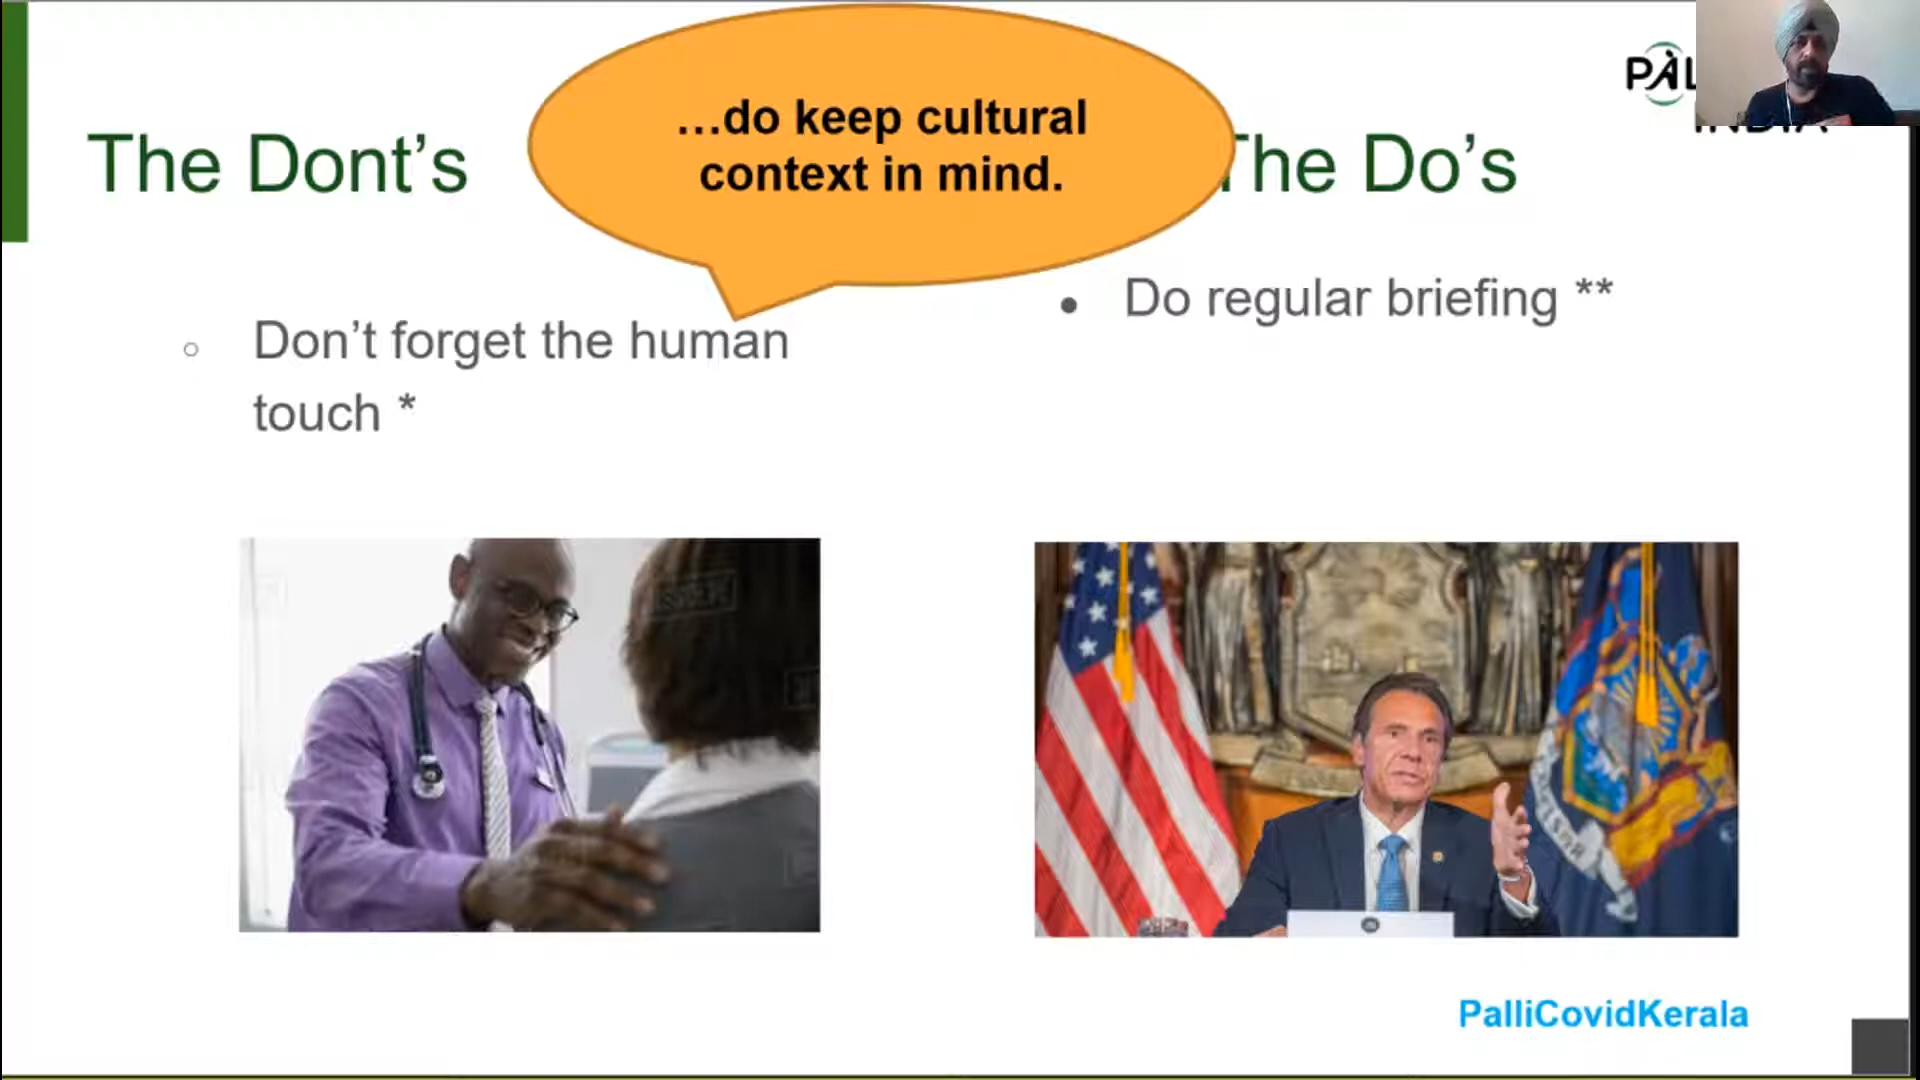 …do keep cultural
context in mind.
The Dont’s
The Do’s
Don’t forget the human
touch *
Do regular briefing **
PalliCovidKerala